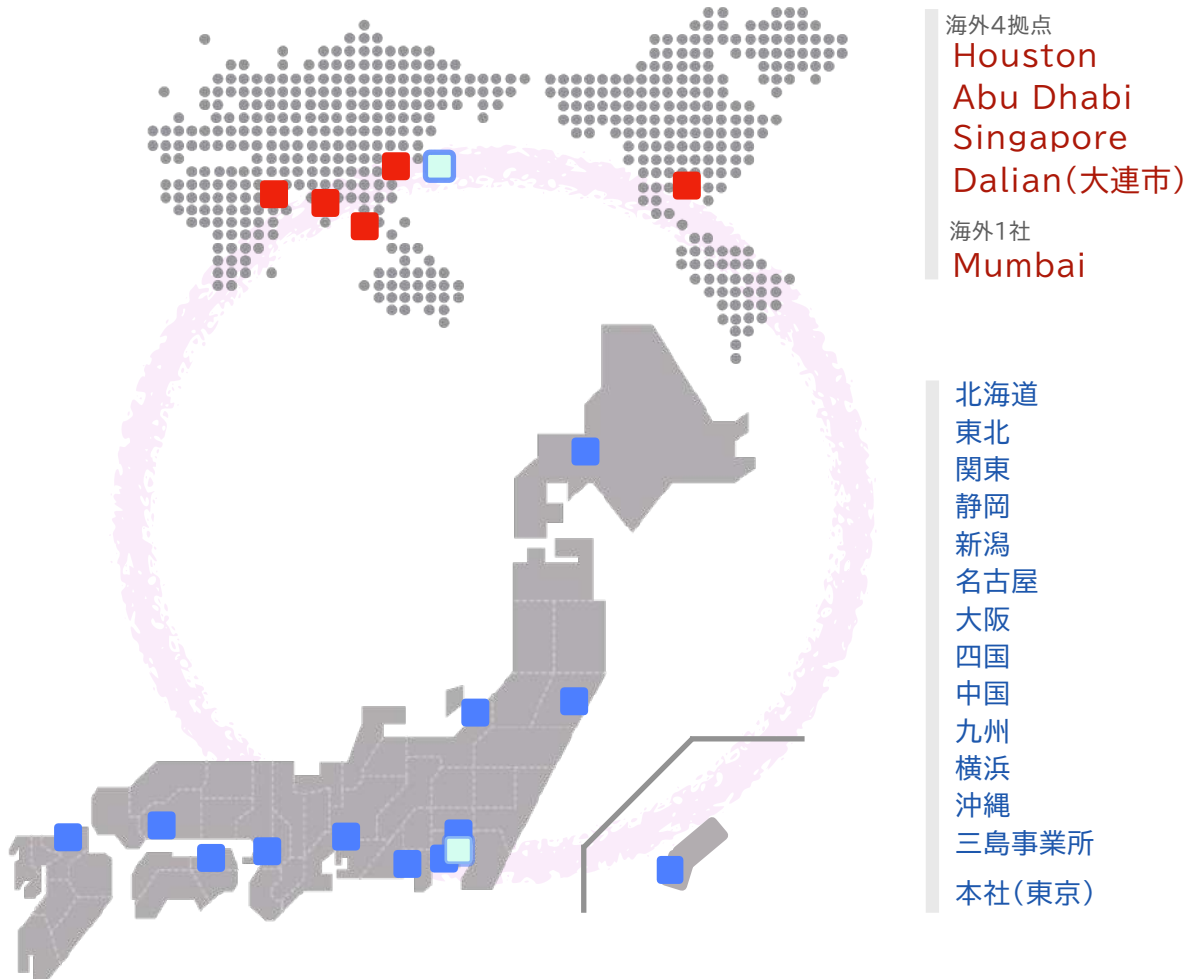 海外4拠点
Houston
Abu Dhabi
Singapore
Dalian(大連市)
海外1社
Mumbai
北海道
東北
関東
静岡
新潟
名古屋
大阪
四国
中国
九州
横浜
沖縄
三島事業所
本社(東京)